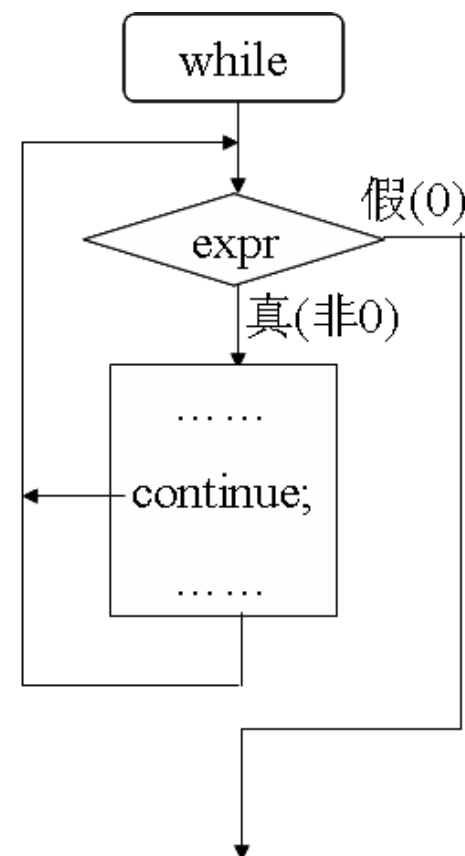 while
假(0)
expr
真(非0)
……
continue;
……